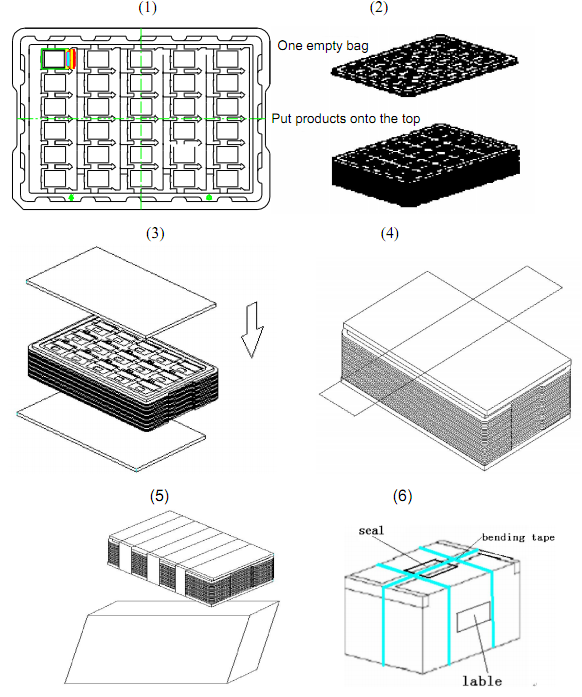 (1)
(2)
One empty bag
Put products onto the top
(3)
(4)
(5)
(6)
seal
bending tape
lable